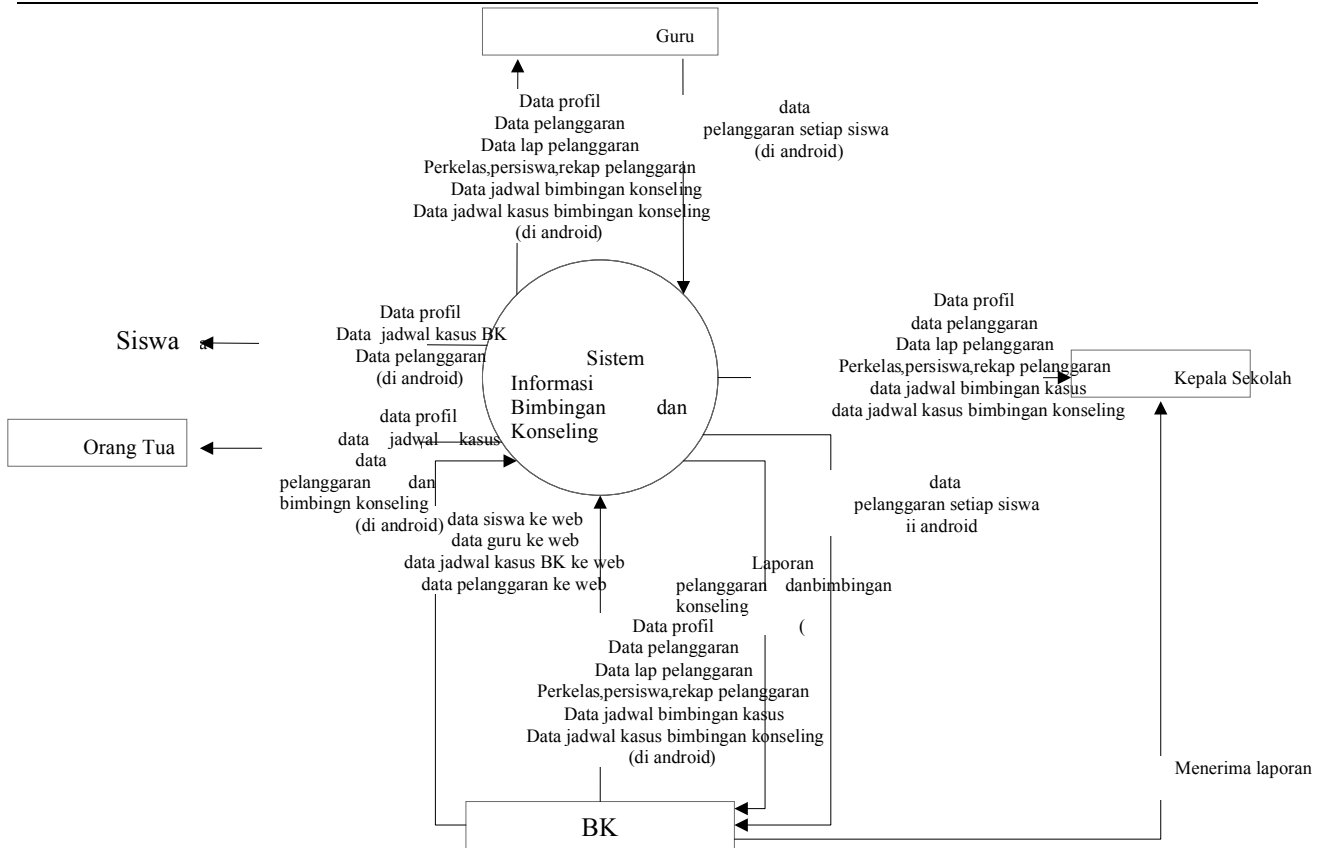 Guru
Data profil
Data pelanggaran
Data lap pelanggaran
Perkelas,persiswa,rekap pelanggaran
Data jadwal bimbingan konseling
Data jadwal kasus bimbingan konseling
(di android)
data
pelanggaran setiap siswa
(di android)
Siswa
Data profil
Data jadwal kasus BK
Data pelanggaran
(di android)
Sistem
Informasi
Bimbingan dan
Konseling
Data profil
data pelanggaran
Data lap pelanggaran
Perkelas,persiswa,rekap pelanggaran
data jadwal bimbingan kasus
data jadwal kasus bimbingan konseling
Kepala Sekolah
Orang Tua
data profil
data jadwal kasus
data
pelanggaran dan
bimbingn konseling
(di android)
data siswa ke web
data guru ke web
data jadwal kasus BK ke web
data pelanggaran ke web
data
pelanggaran setiap siswa
ii android
Laporan
pelanggaran danbimbingan
konseling
(
Data profil
Data pelanggaran
Data lap pelanggaran
Perkelas,persiswa,rekap pelanggaran
Data jadwal bimbingan kasus
Data jadwal kasus bimbingan konseling
(di android)
Menerima laporan
BK